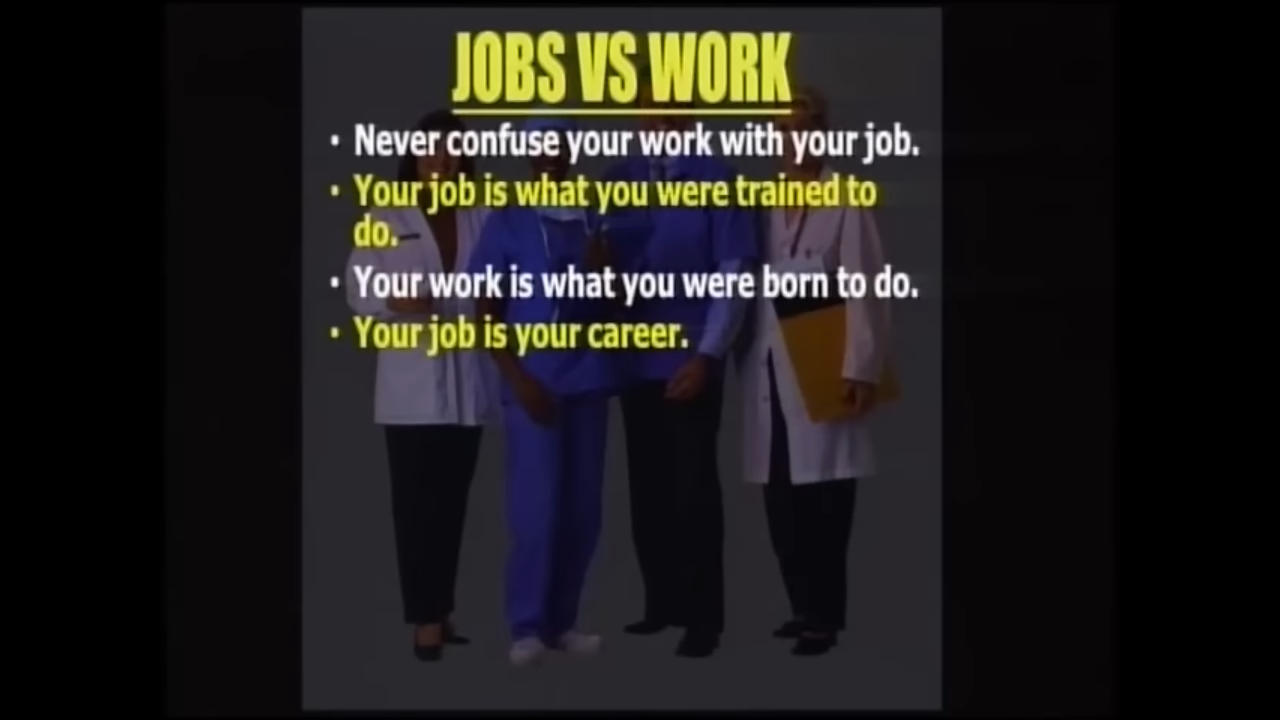 JOBS VS WORK
• Never confuse your work with your job.
• Your job is what you were trained to
do.
• Your work is what you were born to do.
• Your job is your career.